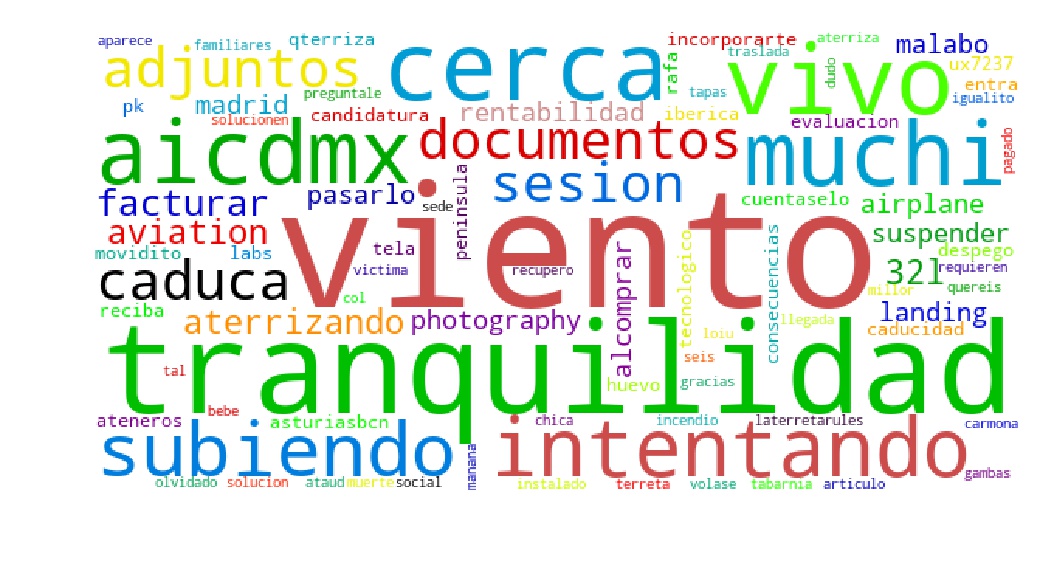 aparece
familiares
qterriza
cerca
incorporarte
traslada
aterriza
malabo
adjuntos
rafa
vivo
dudo
ux7237
entra
preguntale
tapas
igualito
pk
madrid
solucionen
candidatura
rentabilidad
iberica
evaluacion
aicdmx
documentos
muchi
pagado
facturar
pasarlo
sede
peninsula
sesion
cuentaselo
airplane
aviation
viento
suspender
movidito
labs
tela
despego
caduca
victima
recupero
alcomprar
tecnologico
consecuencias
32l
requieren
quereis
reciba
col
millor
aterrizando
photography
landing
llegada
caducidad
loiu
tranquilidad
seis
tal
huevo
gracias
bebe
ateneros
asturiasbcn
chica
incendio
laterretarules
carmona
subiendo
manana
intentando
gambas
olvidado
solucion
ataud
muerte
social
instalado
terreta
volase
tabarnia
articulo